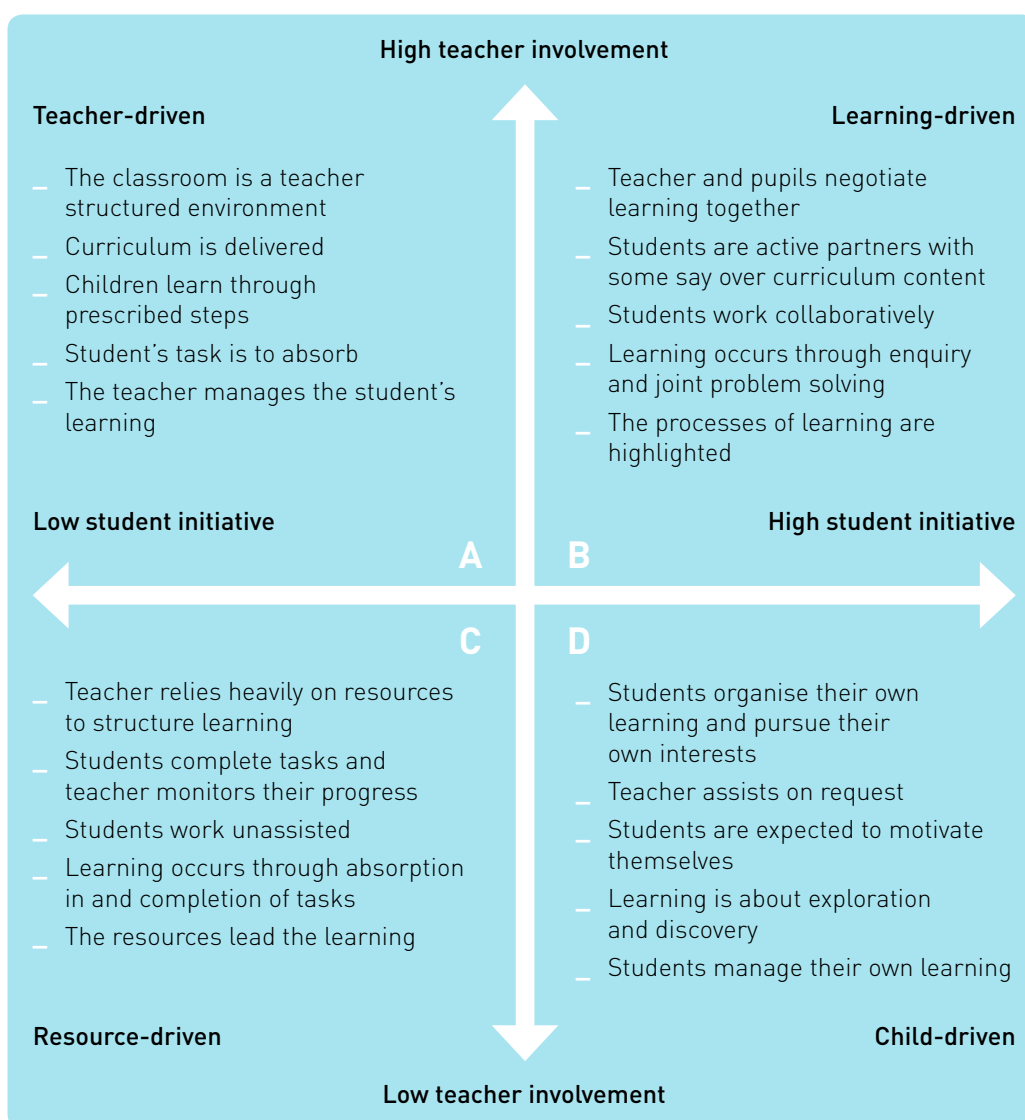 High teacher involvement
Teacher-driven
_ The classroom is a teacher
structured environment
_ Curriculum is delivered
_ Children learn through
prescribed steps
_ Student’s task is to absorb
_ The teacher manages the student’s
learning
Low student initiative
A
Learning-driven
_ Teacher and pupils negotiate
learning together
_ Students are active partners with
some say over curriculum content
_ Students work collaboratively
_ Learning occurs through enquiry
and joint problem solving
_ The processes of learning are
highlighted
High student initiative
B
C
_ Teacher relies heavily on resources
to structure learning
_ Students complete tasks and
teacher monitors their progress
_ Students work unassisted
_ Learning occurs through absorption
in and completion of tasks
_ The resources lead the learning
Resource-driven
D
_ Students organise their own
learning and pursue their
own interests
_ Teacher assists on request
_ Students are expected to motivate
themselves
_ Learning is about exploration
and discovery
_ Students manage their own learning
Child-driven
Low teacher involvement